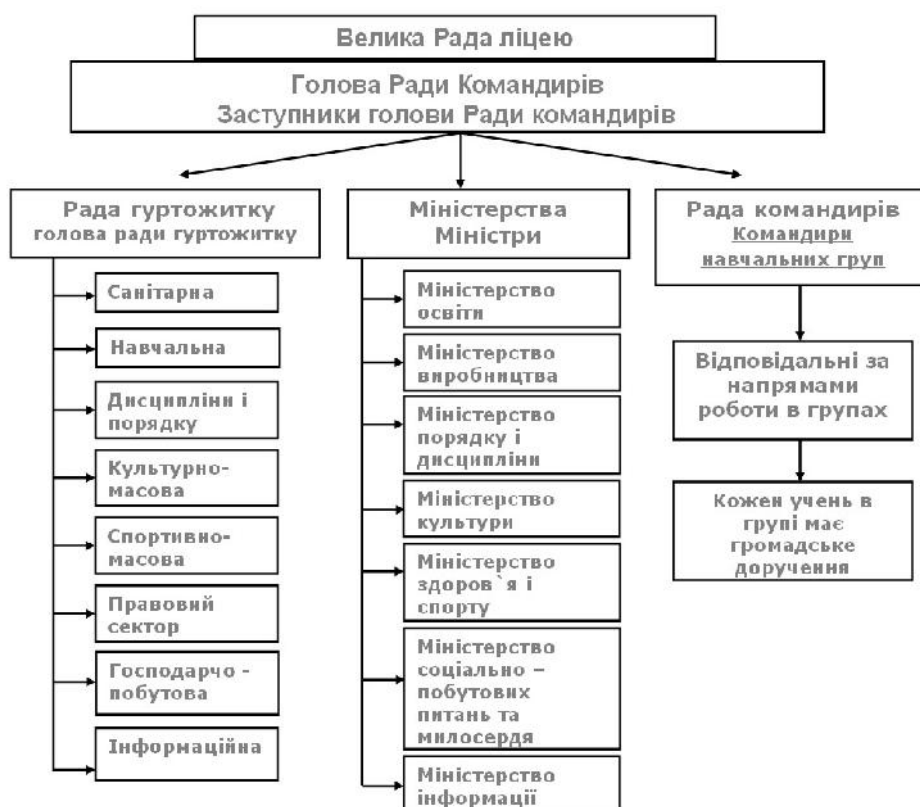 Велика Рада ліцею
Голова Ради Командирів
Заступники голови Ради командирів
Рада гуртожитку
голова ради гуртожитку
Санітарна
Навчальна
Дисципліни і
порядку
Культурно-
масова
Спортивно-
масова
Правовий
сектор
Господарчо -
побутова
Інформаційна
Міністерства
Міністри
Міністерство
освіти
Міністерство
виробництва
Міністерство
порядку і
дисципліни
Міністерство
культури
Міністерство
здоров`я і
спорту
Міністерство
соціально –
побутових
питань та
милосердя
Міністерство
інформації
Рада командирів
Командири
навчальних груп
Відповідальні за
напрямами
роботи в групах
Кожен учень в
групі має
громадське
доручення